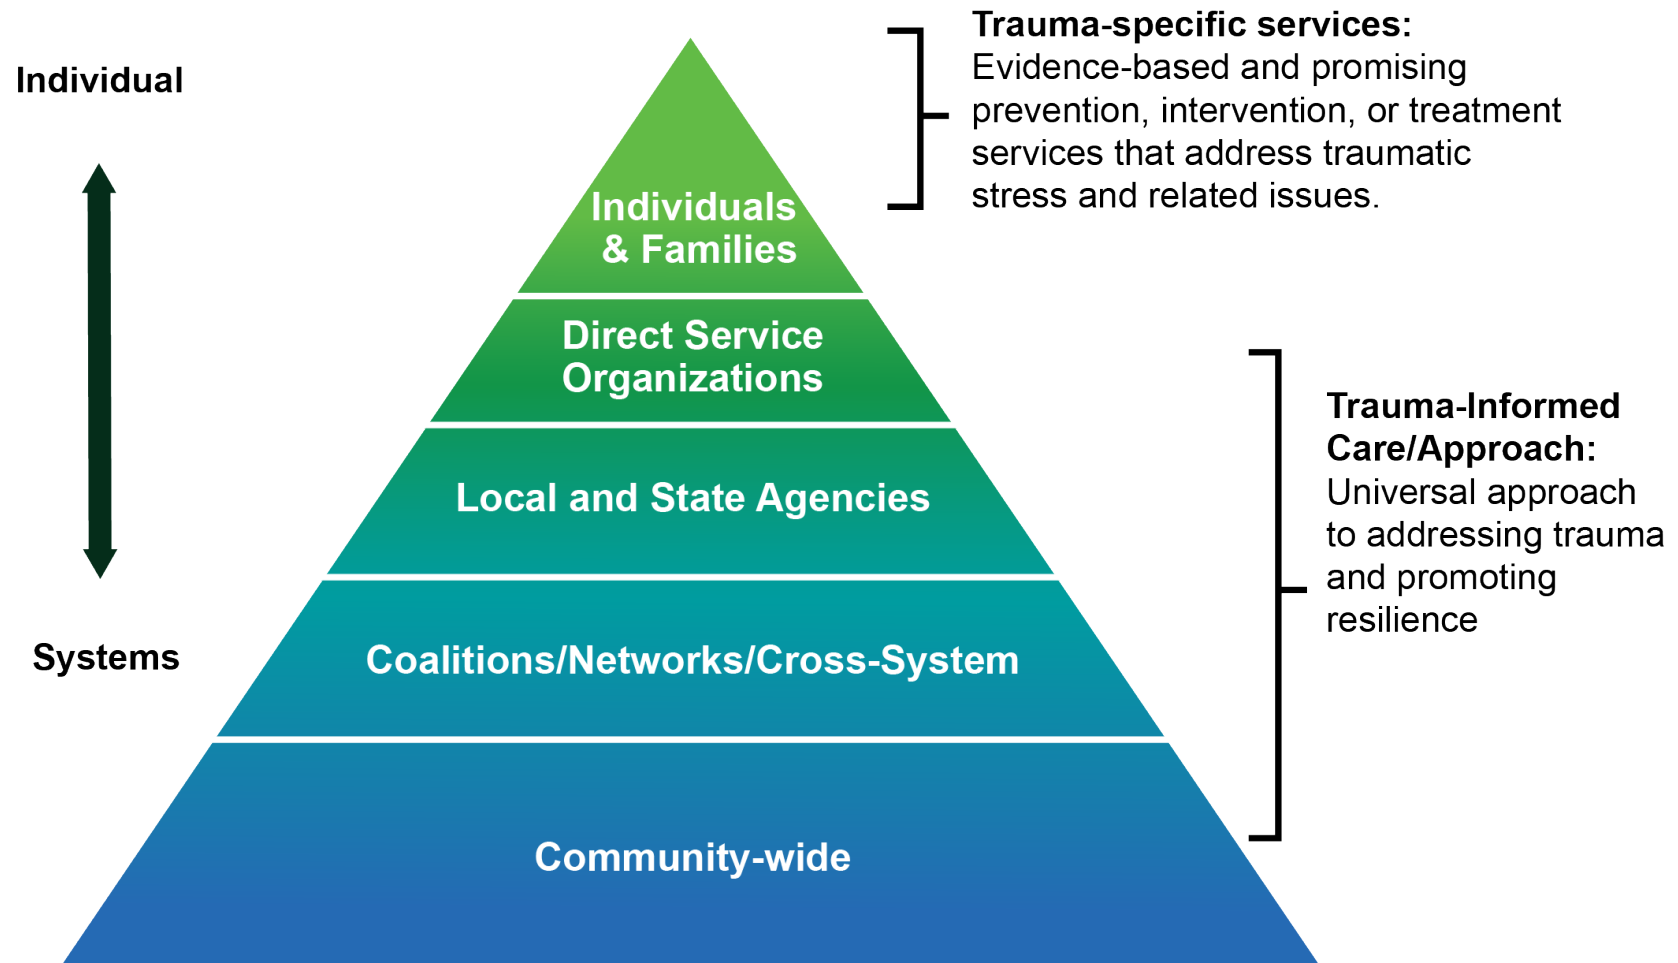 Individual
Systems
Individuals
& Families
Direct Service
Organizations
Local and State Agencies
Coalitions/Networks/Cross-System
Community-wide
Trauma-specific services:
Evidence-based and promising
prevention, intervention, or treatment
services that address traumatic
stress and related issues.
Trauma-Informed
Care/Approach:
Universal approach
to addressing trauma
and promoting
resilience